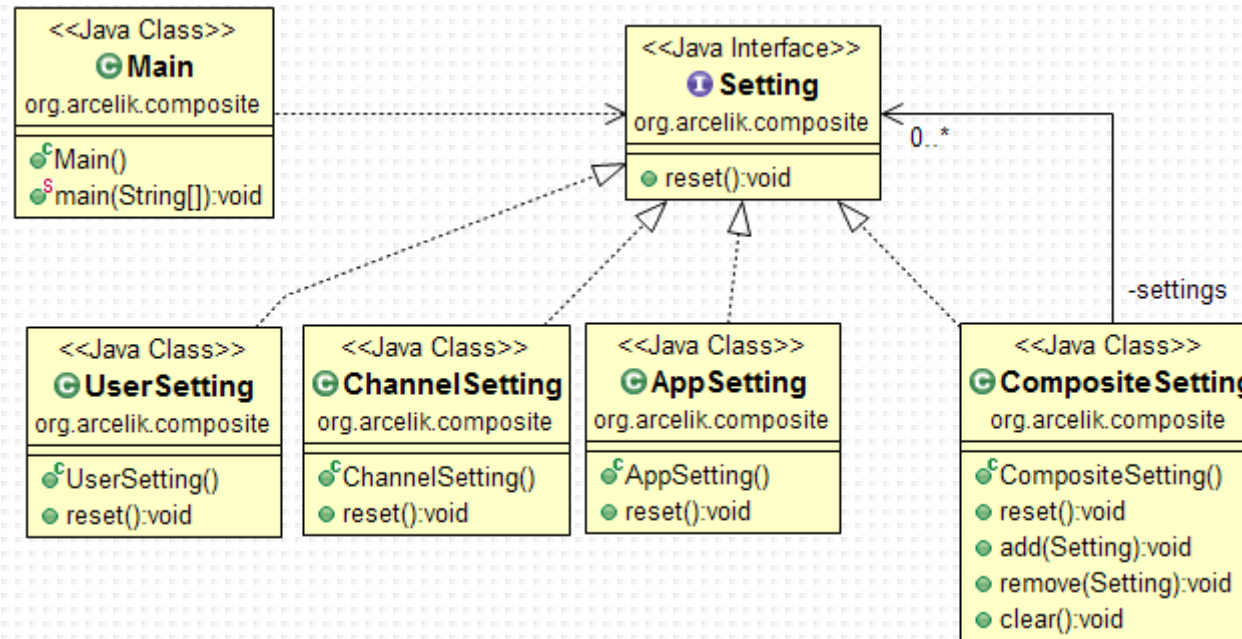 <<Java Class>>
Main
org.arcelik.composite
Main()
main(String[]):void
<<Java Interface>>
Setting
org.arcelik.composite
reset():void
0..*
-settings
<<Java Class>>
UserSetting
org.arcelik.composite
UserSetting()
reset():void
<<Java Class>>
ChannelSetting
org.arcelik.composite
ChannelSetting()
reset():void
<<Java Class>>
AppSetting
org.arcelik.composite
AppSetting()
reset():void
<<Java Class>>
CompositeSetting
org.arcelik.composite
CompositeSetting()
reset():void
add(Setting):void
remove(Setting):void
clear():void